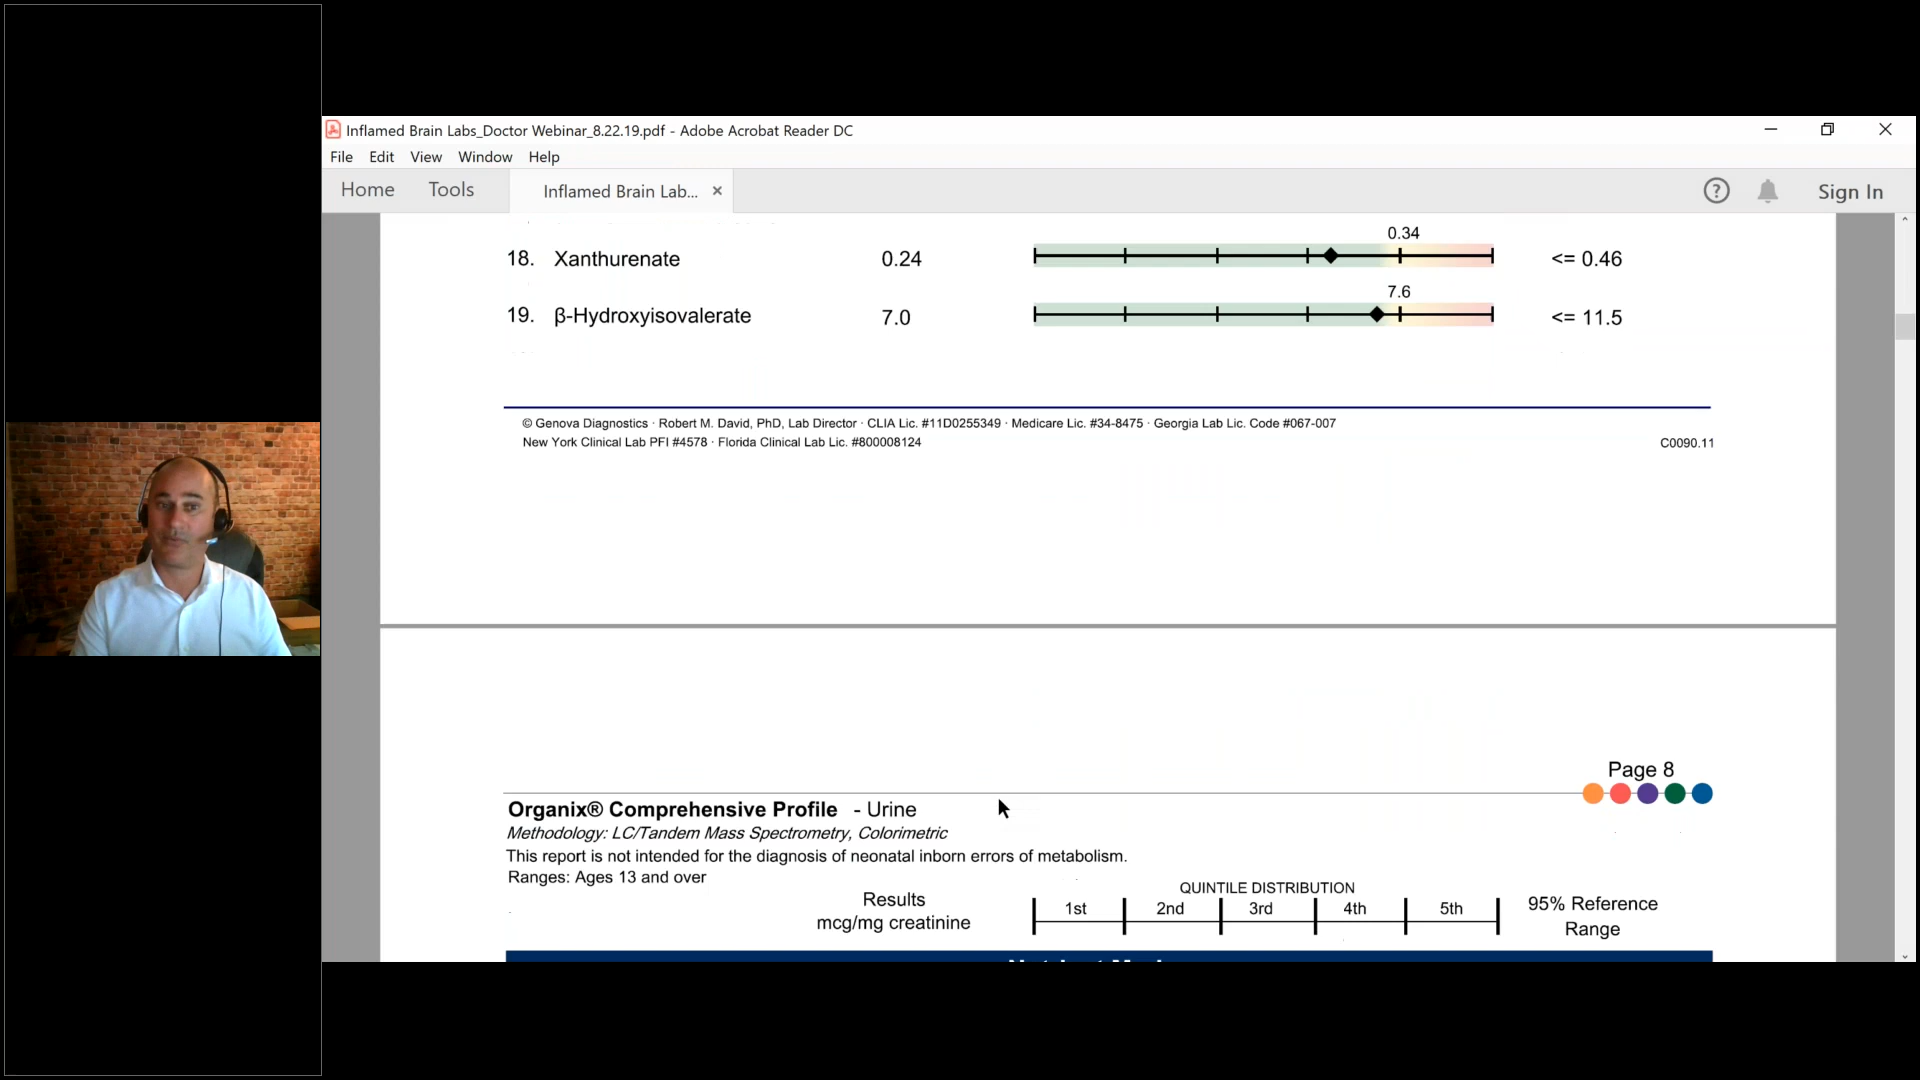 Inflamed Brain Labs_Doctor Webinar_8.22.19.pdf - Adobe Acrobat Reader DC
File Edit View Window Help
Home Tools Inflamed Brain Lab... × ? Sign In
0.34
18. Xanthurenate 0.24 <= 0.46
7.6
19. β-Hydroxyisovalerate 7.0 <= 11.5
© Genova Diagnostics · Robert M. David, PhD, Lab Director · CLIA Lic. #11D0255349 · Medicare Lic. #34-8475 · Georgia Lab Lic. Code #067-007
New York Clinical Lab PFI #4578 · Florida Clinical Lab Lic. #800008124 C0090.11
Page 8
Organix® Comprehensive Profile - Urine
Methodology: LC/Tandem Mass Spectrometry, Colorimetric
This report is not intended for the diagnosis of neonatal inborn errors of metabolism.
Ranges: Ages 13 and over
Results
mcg/mg creatinine
QUINTILE DISTRIBUTION
1st 2nd 3rd 4th 5th
95% Reference
Range